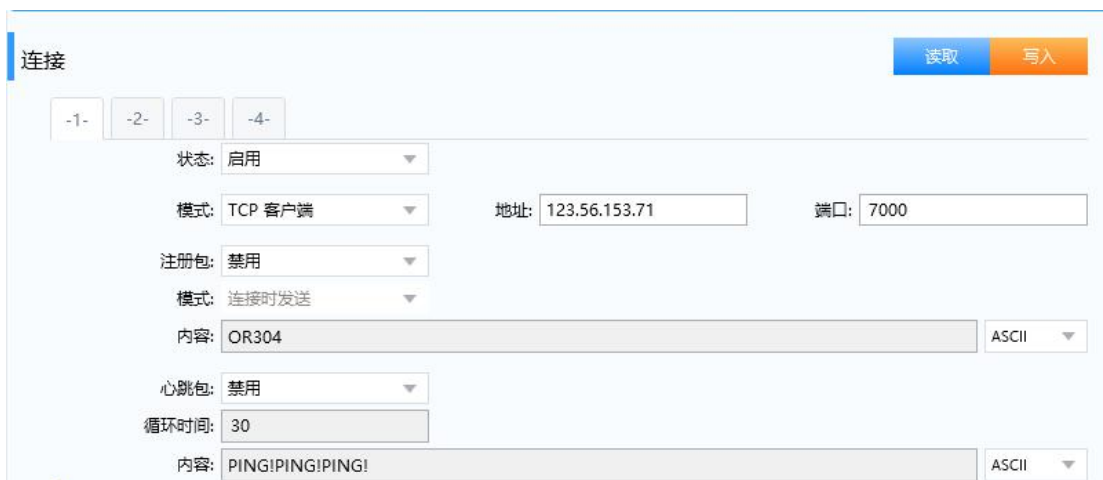 连接 读取 写入
-1- -2- -3- -4-
状态: 启用
模式: TCP 客户端 地址: 123.56.153.71 端口: 7000
注册包: 禁用
模式: 连接时发送
内容: OR304 ASCII
心跳包: 禁用
循环时间: 30
内容: PING!PING!PING! ASCII